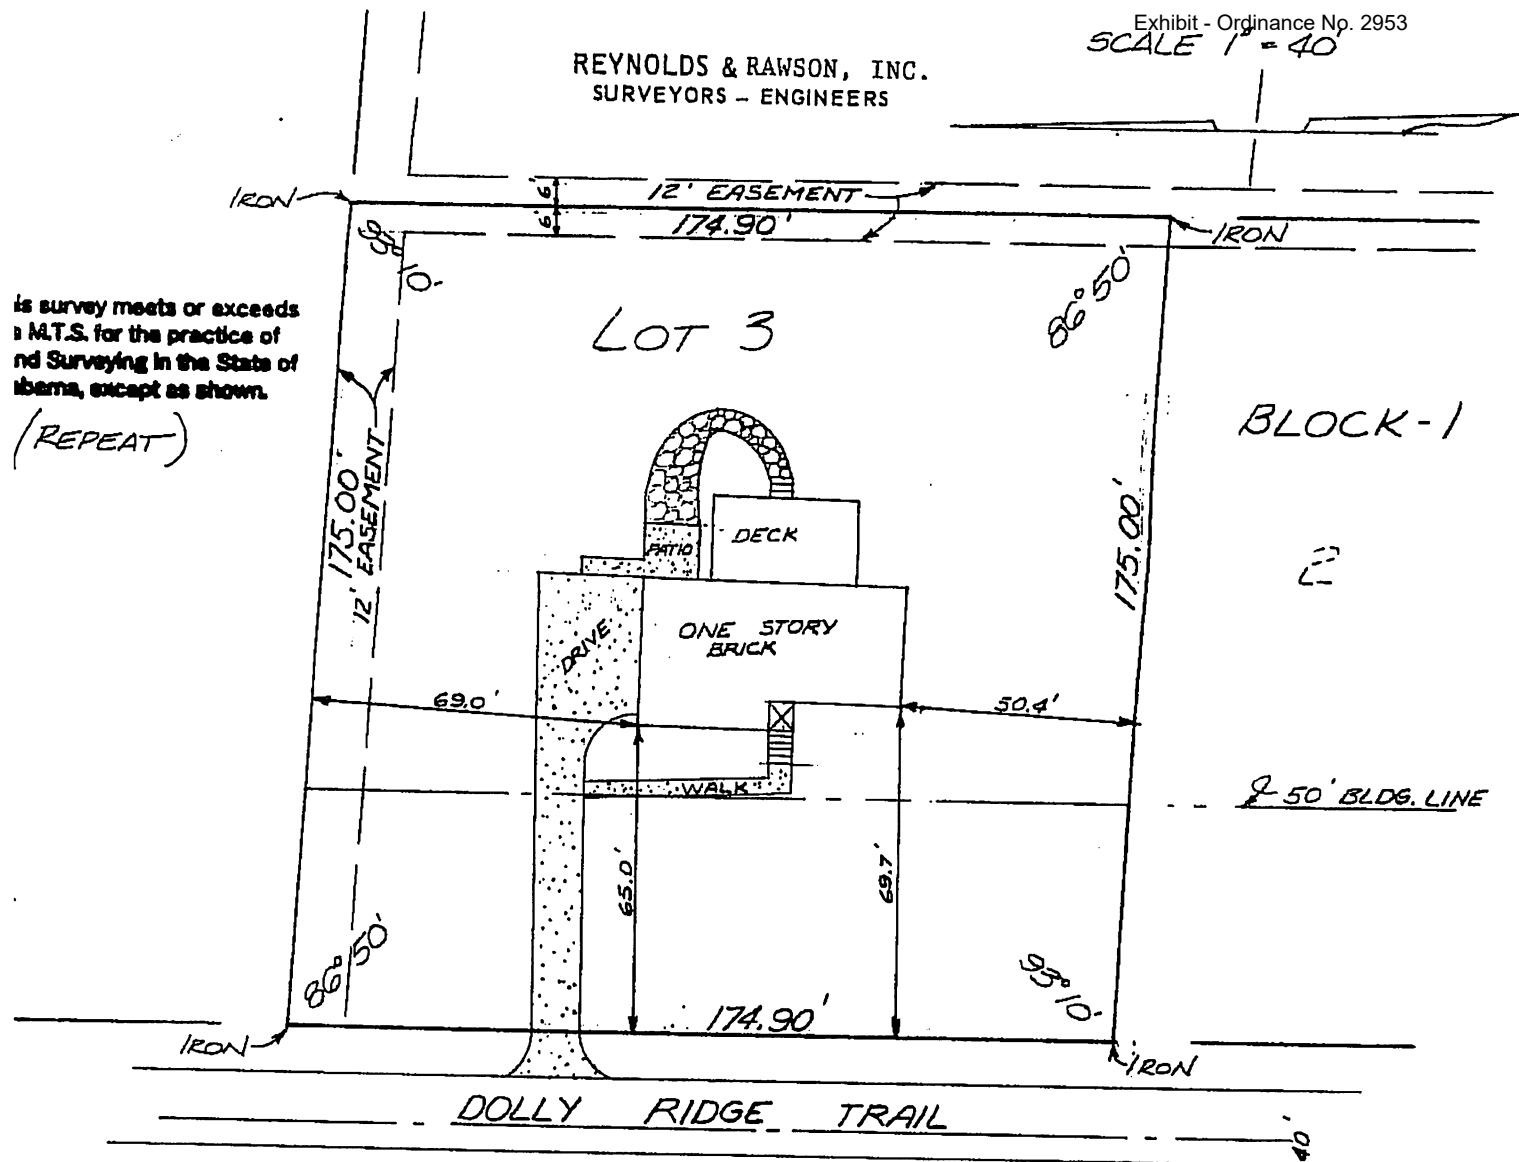 Exhibit - Ordinance No. 2953
SCALE 1" = 40'
REYNOLDS & RAWSON, INC.
SURVEYORS - ENGINEERS
IRON
6'
6'
12' EASEMENT
174.90'
IRON
93° 10'
86° 50'
is survey meets or exceeds
M.T.S. for the practice of
nd Surveying in the State of
abama, except as shown.
(REPEAT)
LOT 3
BLOCK-1
2
175.00'
12' EASEMENT
175.00'
PATIO
DECK
DRIVE
ONE STORY
BRICK
69.0'
50.4'
WALK
50' BLDG. LINE
65.0'
69.7'
86° 50'
93° 10'
174.90'
IRON
IRON
DOLLY RIDGE TRAIL
40'